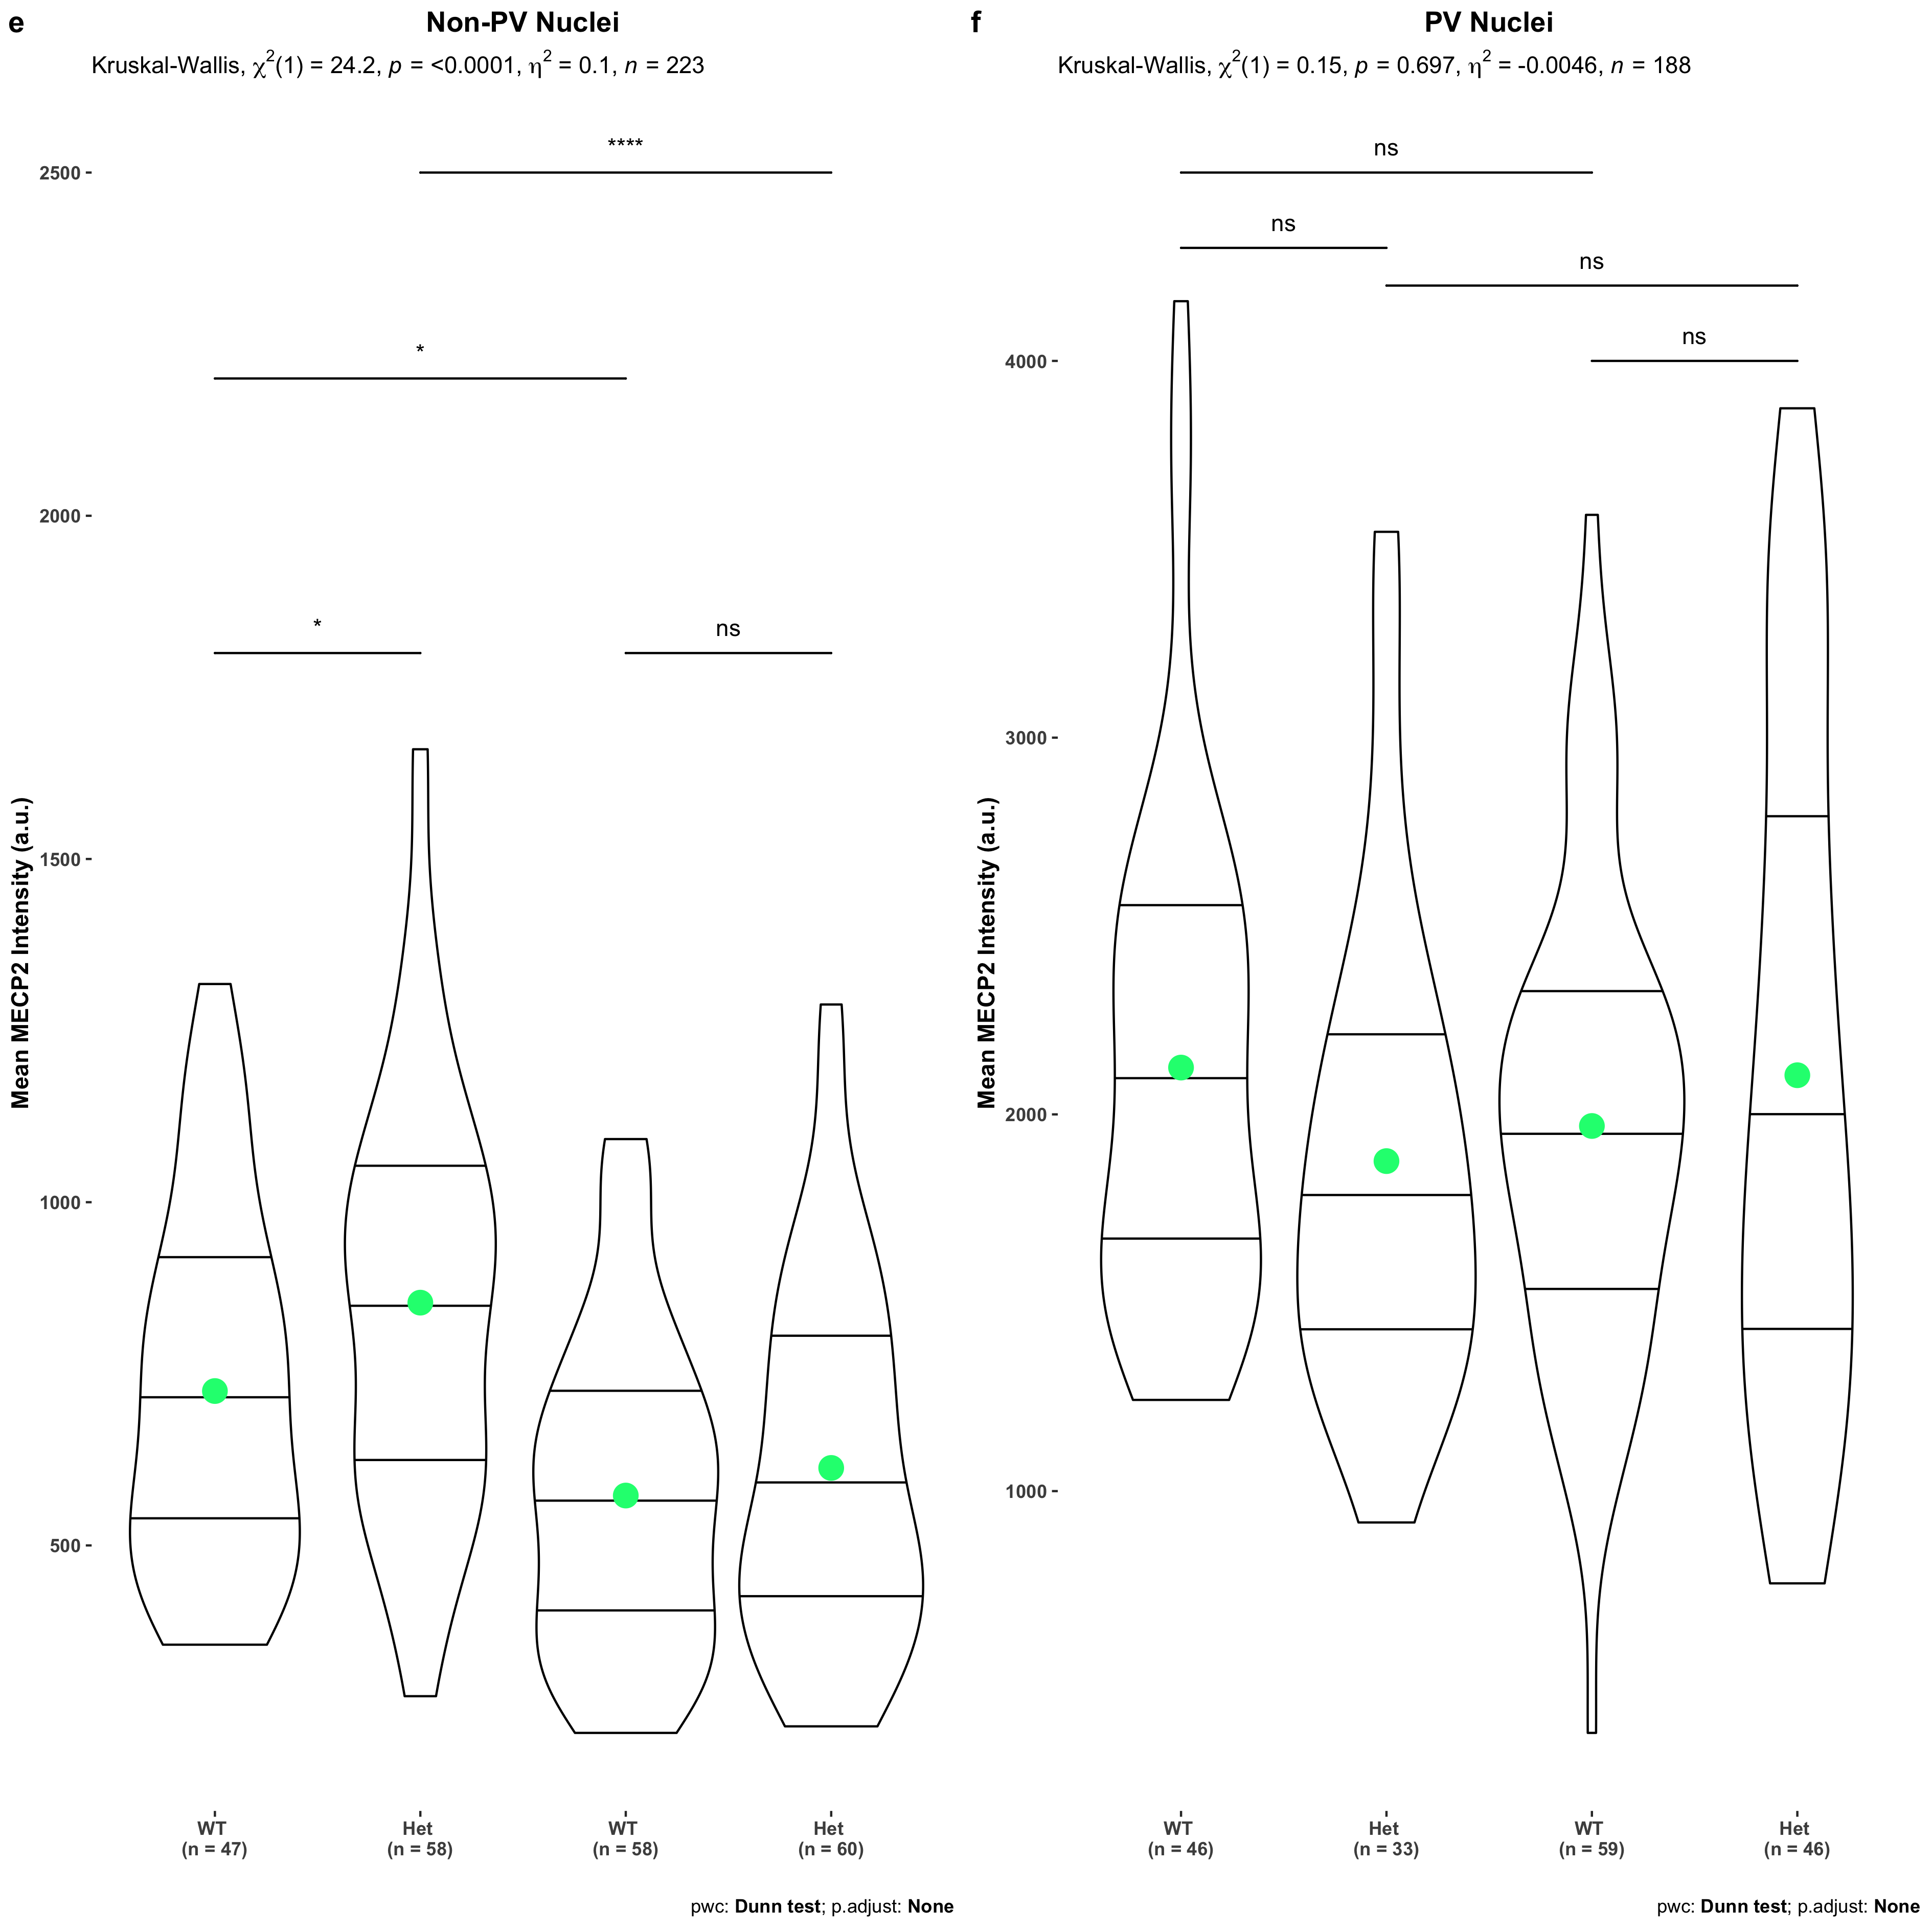 e
Non-PV Nuclei
Kruskal-Wallis, χ²(1) = 24.2, p = <0.0001, η² = 0.1, n = 223
****
2500
*
2000
*
ns
1500
1000
500
Mean MECP2 Intensity (a.u.)
WT
(n = 47)
Het
(n = 58)
WT
(n = 58)
Het
(n = 60)
pwc: Dunn test; p.adjust: None
f
PV Nuclei
Kruskal-Wallis, χ²(1) = 0.15, p = 0.697, η² = -0.0046, n = 188
ns
ns
ns
ns
4000
3000
2000
1000
Mean MECP2 Intensity (a.u.)
WT
(n = 46)
Het
(n = 33)
WT
(n = 59)
Het
(n = 46)
pwc: Dunn test; p.adjust: None